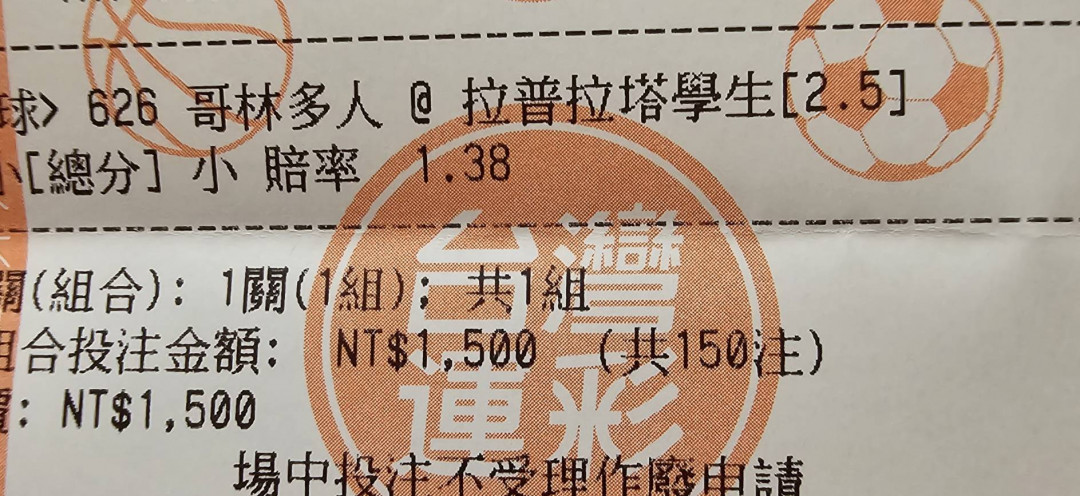 球> 626 哥林多人 @ 拉普拉塔學生[2.5]
小[總分] 小 賠率 1.38
台灣
運彩
關(組合): 1關(1組); 共1組
組合投注金額: NT$1,500 (共150注)
: NT$1,500
場中投注不受理作廢申請